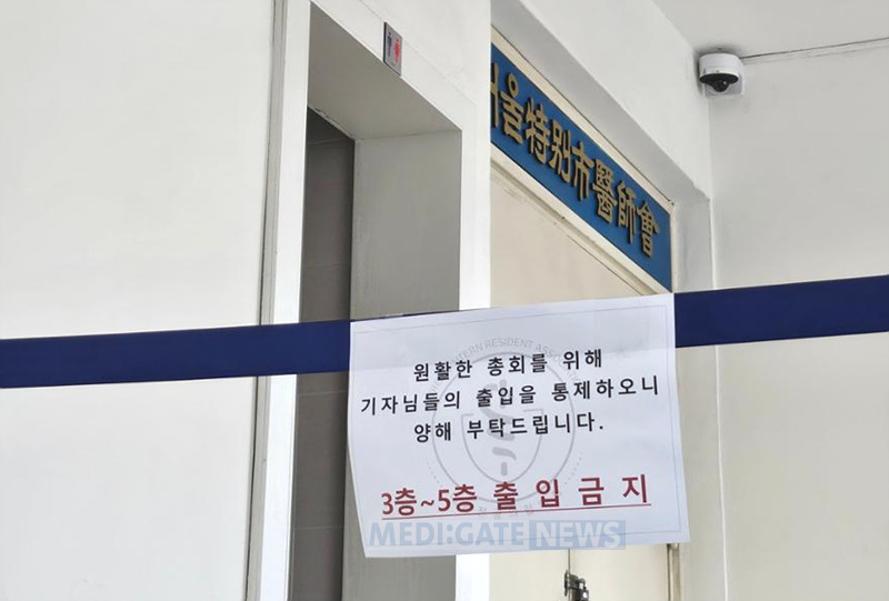 서울特別市醫師會
원활한 총회를 위해
기자님들의 출입을 통제하오니
양해 부탁드립니다.
3층~5층 출 입 금 지
MEDI:GATE NEWS